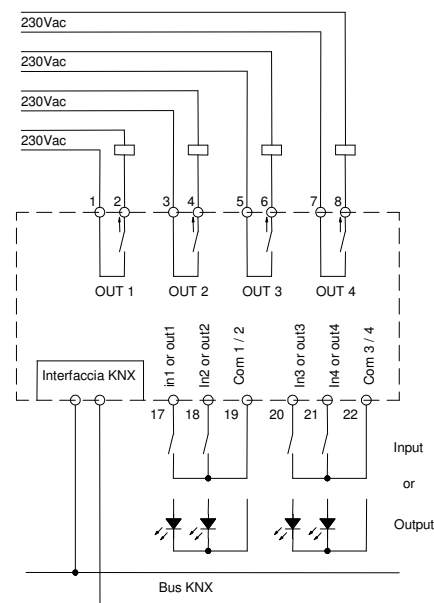 230Vac
230Vac
230Vac
230Vac
1 2 3 4 5 6 7 8
OUT 1 OUT 2 OUT 3 OUT 4
in1 or out1
In2 or out2
Com 1 / 2
In3 or out3
In4 or out4
Com 3 / 4
Interfaccia KNX
17 18 19 20 21 22
Input
or
Output
Bus KNX